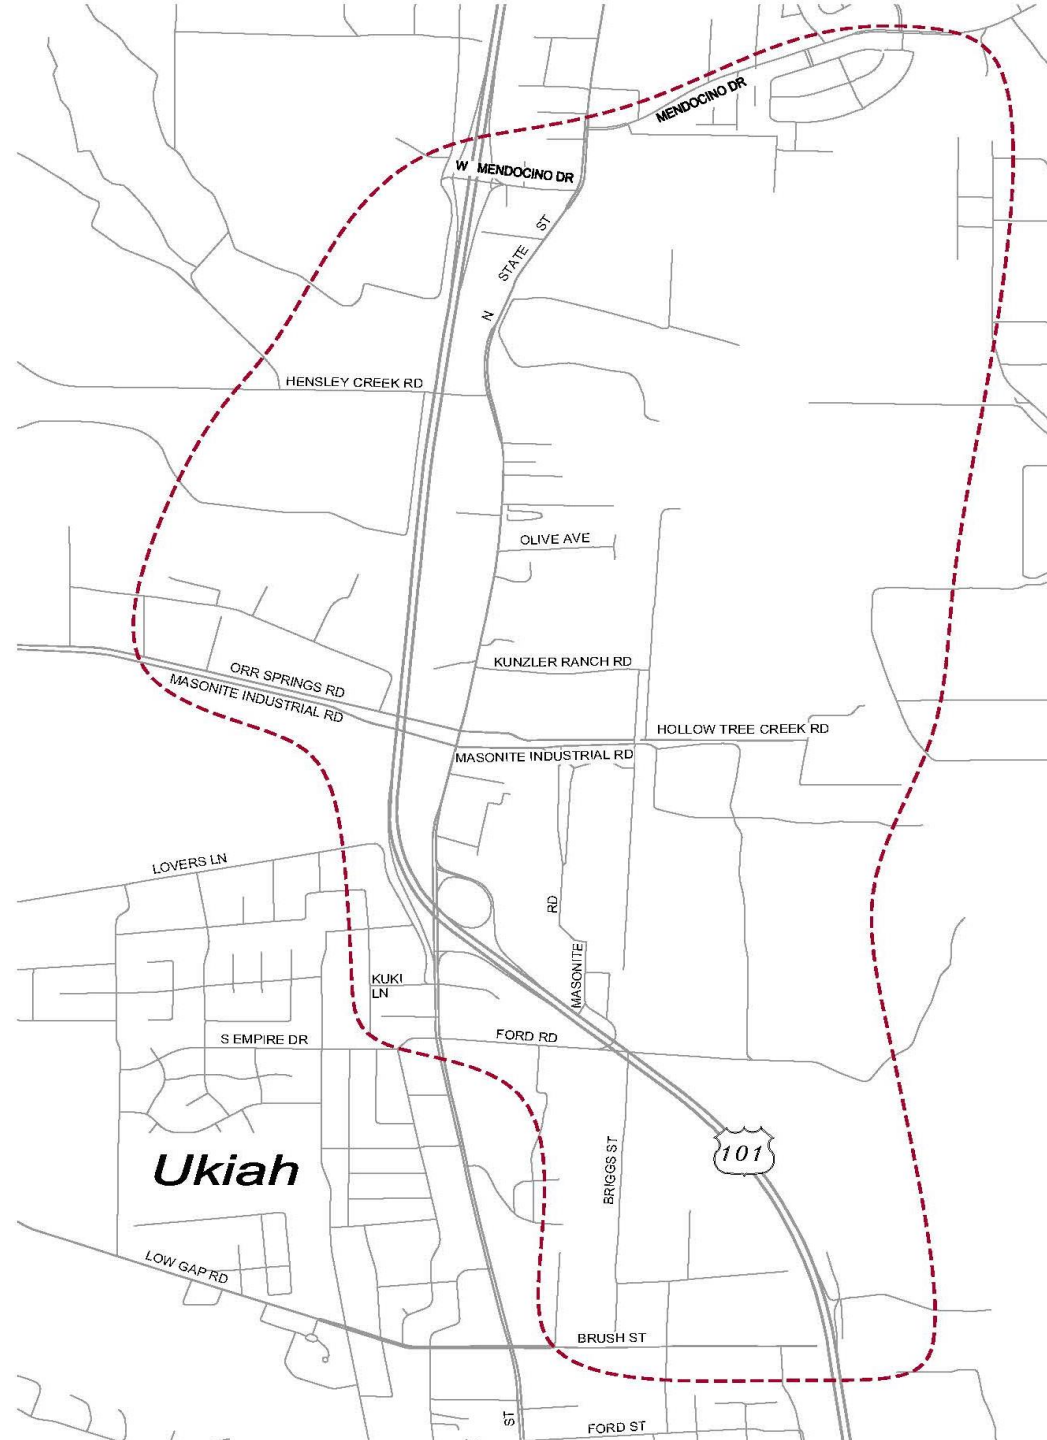 MENDOCINO DR
W MENDOCINO DR
N STATE ST
HENSLEY CREEK RD
OLIVE AVE
KUNZLER RANCH RD
ORR SPRINGS RD
MASONITE INDUSTRIAL RD
HOLLOW TREE CREEK RD
MASONITE INDUSTRIAL RD
LOVERS LN
MASONITE RD
KUKI
LN
S EMPIRE DR
FORD RD
101
Ukiah
BRIGGS ST
LOW GAP RD
BRUSH ST
ST
FORD ST